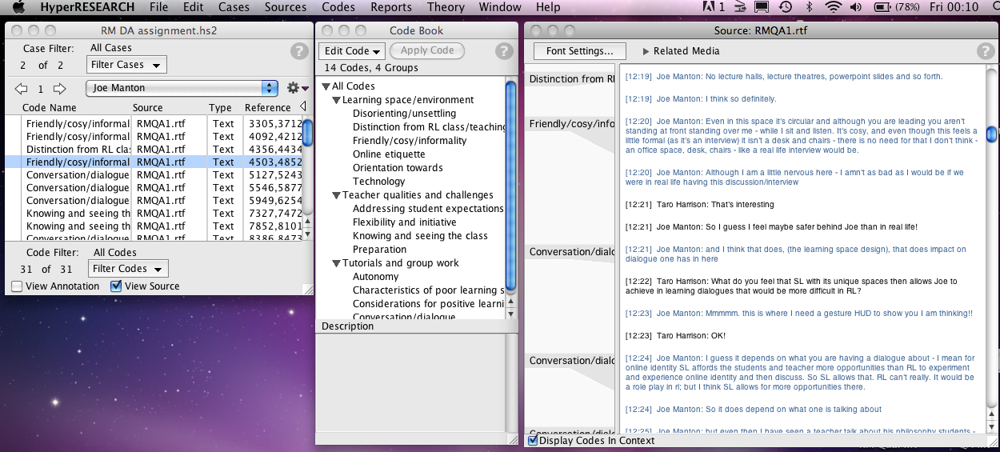 HyperRESEARCH File Edit Cases Sources Codes Reports Theory Window Help 1 (78%) Fri 00:10
RM DA assignment.hs2
Case Filter: All Cases
2 of 2 Filter Cases
1 Joe Manton
Code Name Source Type Reference
Friendly/cosy/informal RMQA1.rtf Text 3305,3712
Friendly/cosy/informal RMQA1.rtf Text 4092,4212
Distinction from RL cla: RMQA1.rtf Text 4356,4434
Friendly/cosy/informal RMQA1.rtf Text 4503,4852
Conversation/dialogue RMQA1.rtf Text 5127,5243
Conversation/dialogue RMQA1.rtf Text 5546,5877
Conversation/dialogue RMQA1.rtf Text 5949,6254
Knowing and seeing th RMQA1.rtf Text 7327,7472
Knowing and seeing th RMQA1.rtf Text 7852,8101
Conversation/dialogue RMQA1.rtf Text 8386,8473
Code Filter: All Codes
31 of 31 Filter Codes
View Annotation View Source
Code Book
Edit Code Apply Code
14 Codes, 4 Groups
All Codes
Learning space/environment
Disorienting/unsettling
Distinction from RL class/teaching
Friendly/cosy/informality
Online etiquette
Orientation towards
Technology
Teacher qualities and challenges
Addressing student expectations
Flexibility and initiative
Knowing and seeing the class
Preparation
Tutorials and group work
Autonomy
Characteristics of poor learning s
Considerations for positive learni
Conversation/dialogue
Description
Source: RMQA1.rtf
Font Settings... Related Media
Distinction from RL
Friendly/cosy/info
Conversation/dialo
Conversation/dialo
Conversation/dialo
[12:19] Joe Manton: No lecture halls, lecture theatres, powerpoint slides and so forth.
[12:19] Joe Manton: I think so definitely.
[12:20] Joe Manton: Even in this space it's circular and although you are leading you aren't
standing at front standing over me - while I sit and listen. It's cosy, and even though this feels a
little formal (as it's an interview) it isn't a desk and chairs - there is no need for that I don't think -
an office space, desk, chairs - like a real life interview would be.
[12:20] Joe Manton: Although I am a little nervous here - I amn't as bad as I would be if we
were in real life having this discussion/interview
[12:21] Taro Harrison: That's interesting
[12:21] Joe Manton: So I guess I feel maybe safer behind Joe than in real life!
[12:21] Joe Manton: and I think that does, (the learning space design), that does impact on
dialogue one has in here
[12:22] Taro Harrison: What do you feel that SL with its unique spaces then allows Joe to
achieve in learning dialogues that would be more difficult in RL?
[12:23] Joe Manton: Mmmmm. this is where I need a gesture HUD to show you I am thinking!!
[12:23] Taro Harrison: OK!
[12:24] Joe Manton: I guess it depends on what you are having a dialogue about - I mean for
online identity SL affords the students and teacher more opportunities than RL to experiment
and experience online identity and then discuss. So SL allows that. RL can't really. It would be
a role play in rl; but I think SL allows for more opportunities there.
[12:24] Joe Manton: So it does depend on what one is talking about
[12:25] Joe Manton: but even then I have seen a teacher talk about his philosophy students -
Display Codes In Context